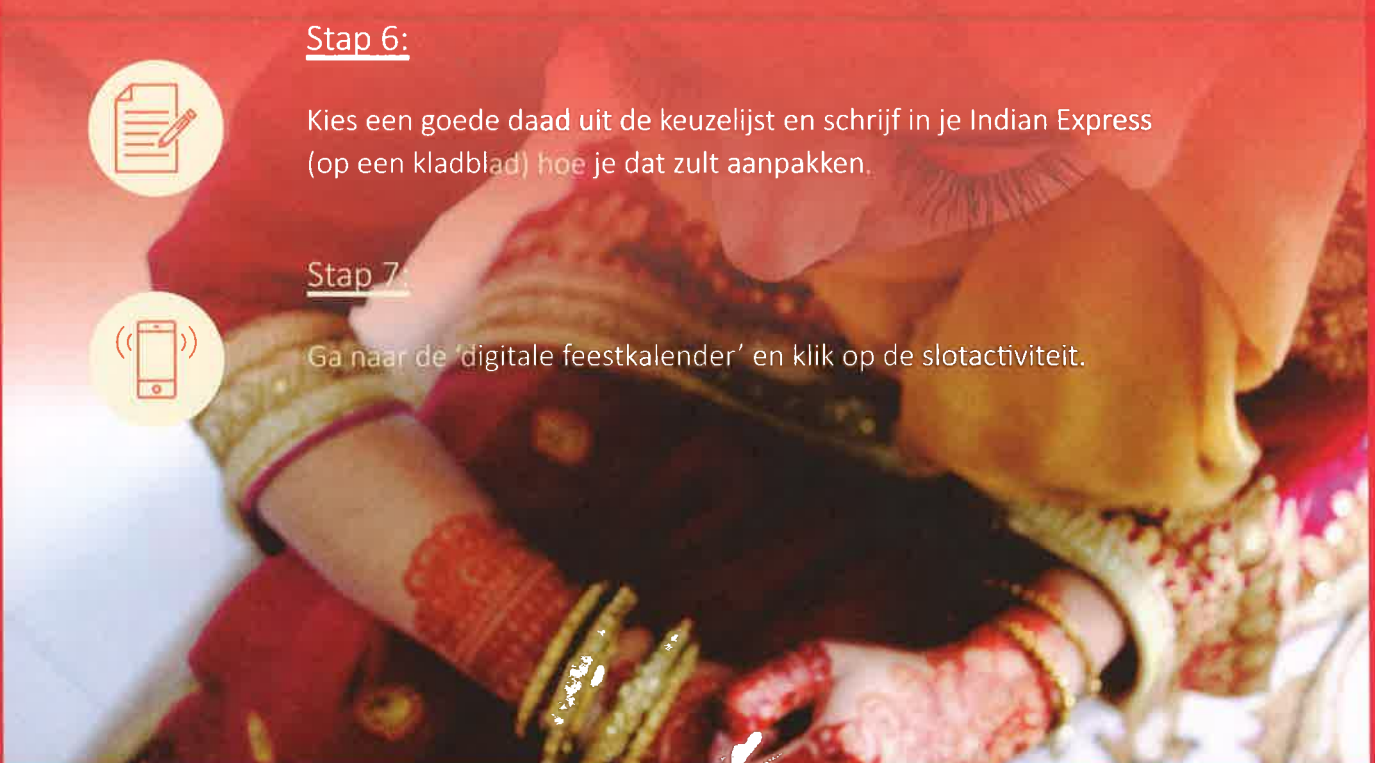 Stap 6:
Kies een goede daad uit de keuzelijst en schrijf in je Indian Express
(op een kladblad) hoe je dat zult aanpakken.
Stap 7:
Ga naar de ‘digitale feestkalender’ en klik op de slotactiviteit.